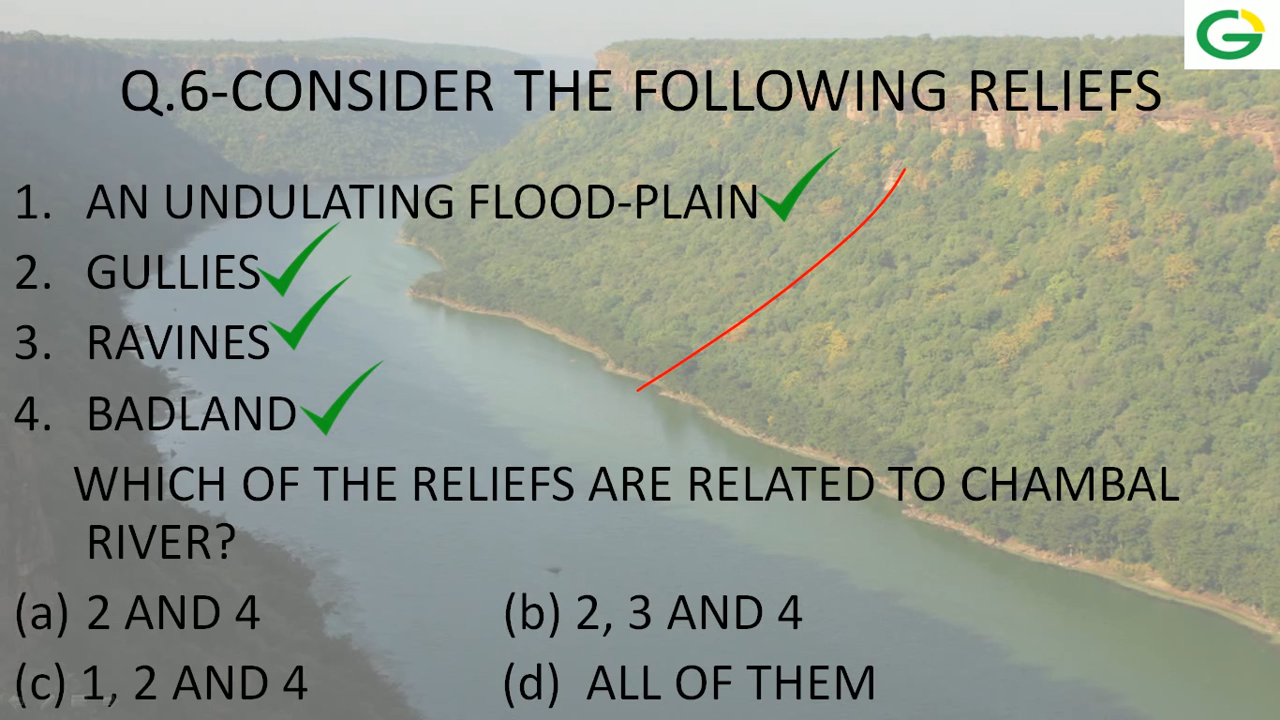 Q.6-CONSIDER THE FOLLOWING RELIEFS
1. AN UNDULATING FLOOD-PLAIN
2. GULLIES
3. RAVINES
4. BADLAND
WHICH OF THE RELIEFS ARE RELATED TO CHAMBAL
RIVER?
(a) 2 AND 4 (b) 2, 3 AND 4
(c) 1, 2 AND 4 (d) ALL OF THEM